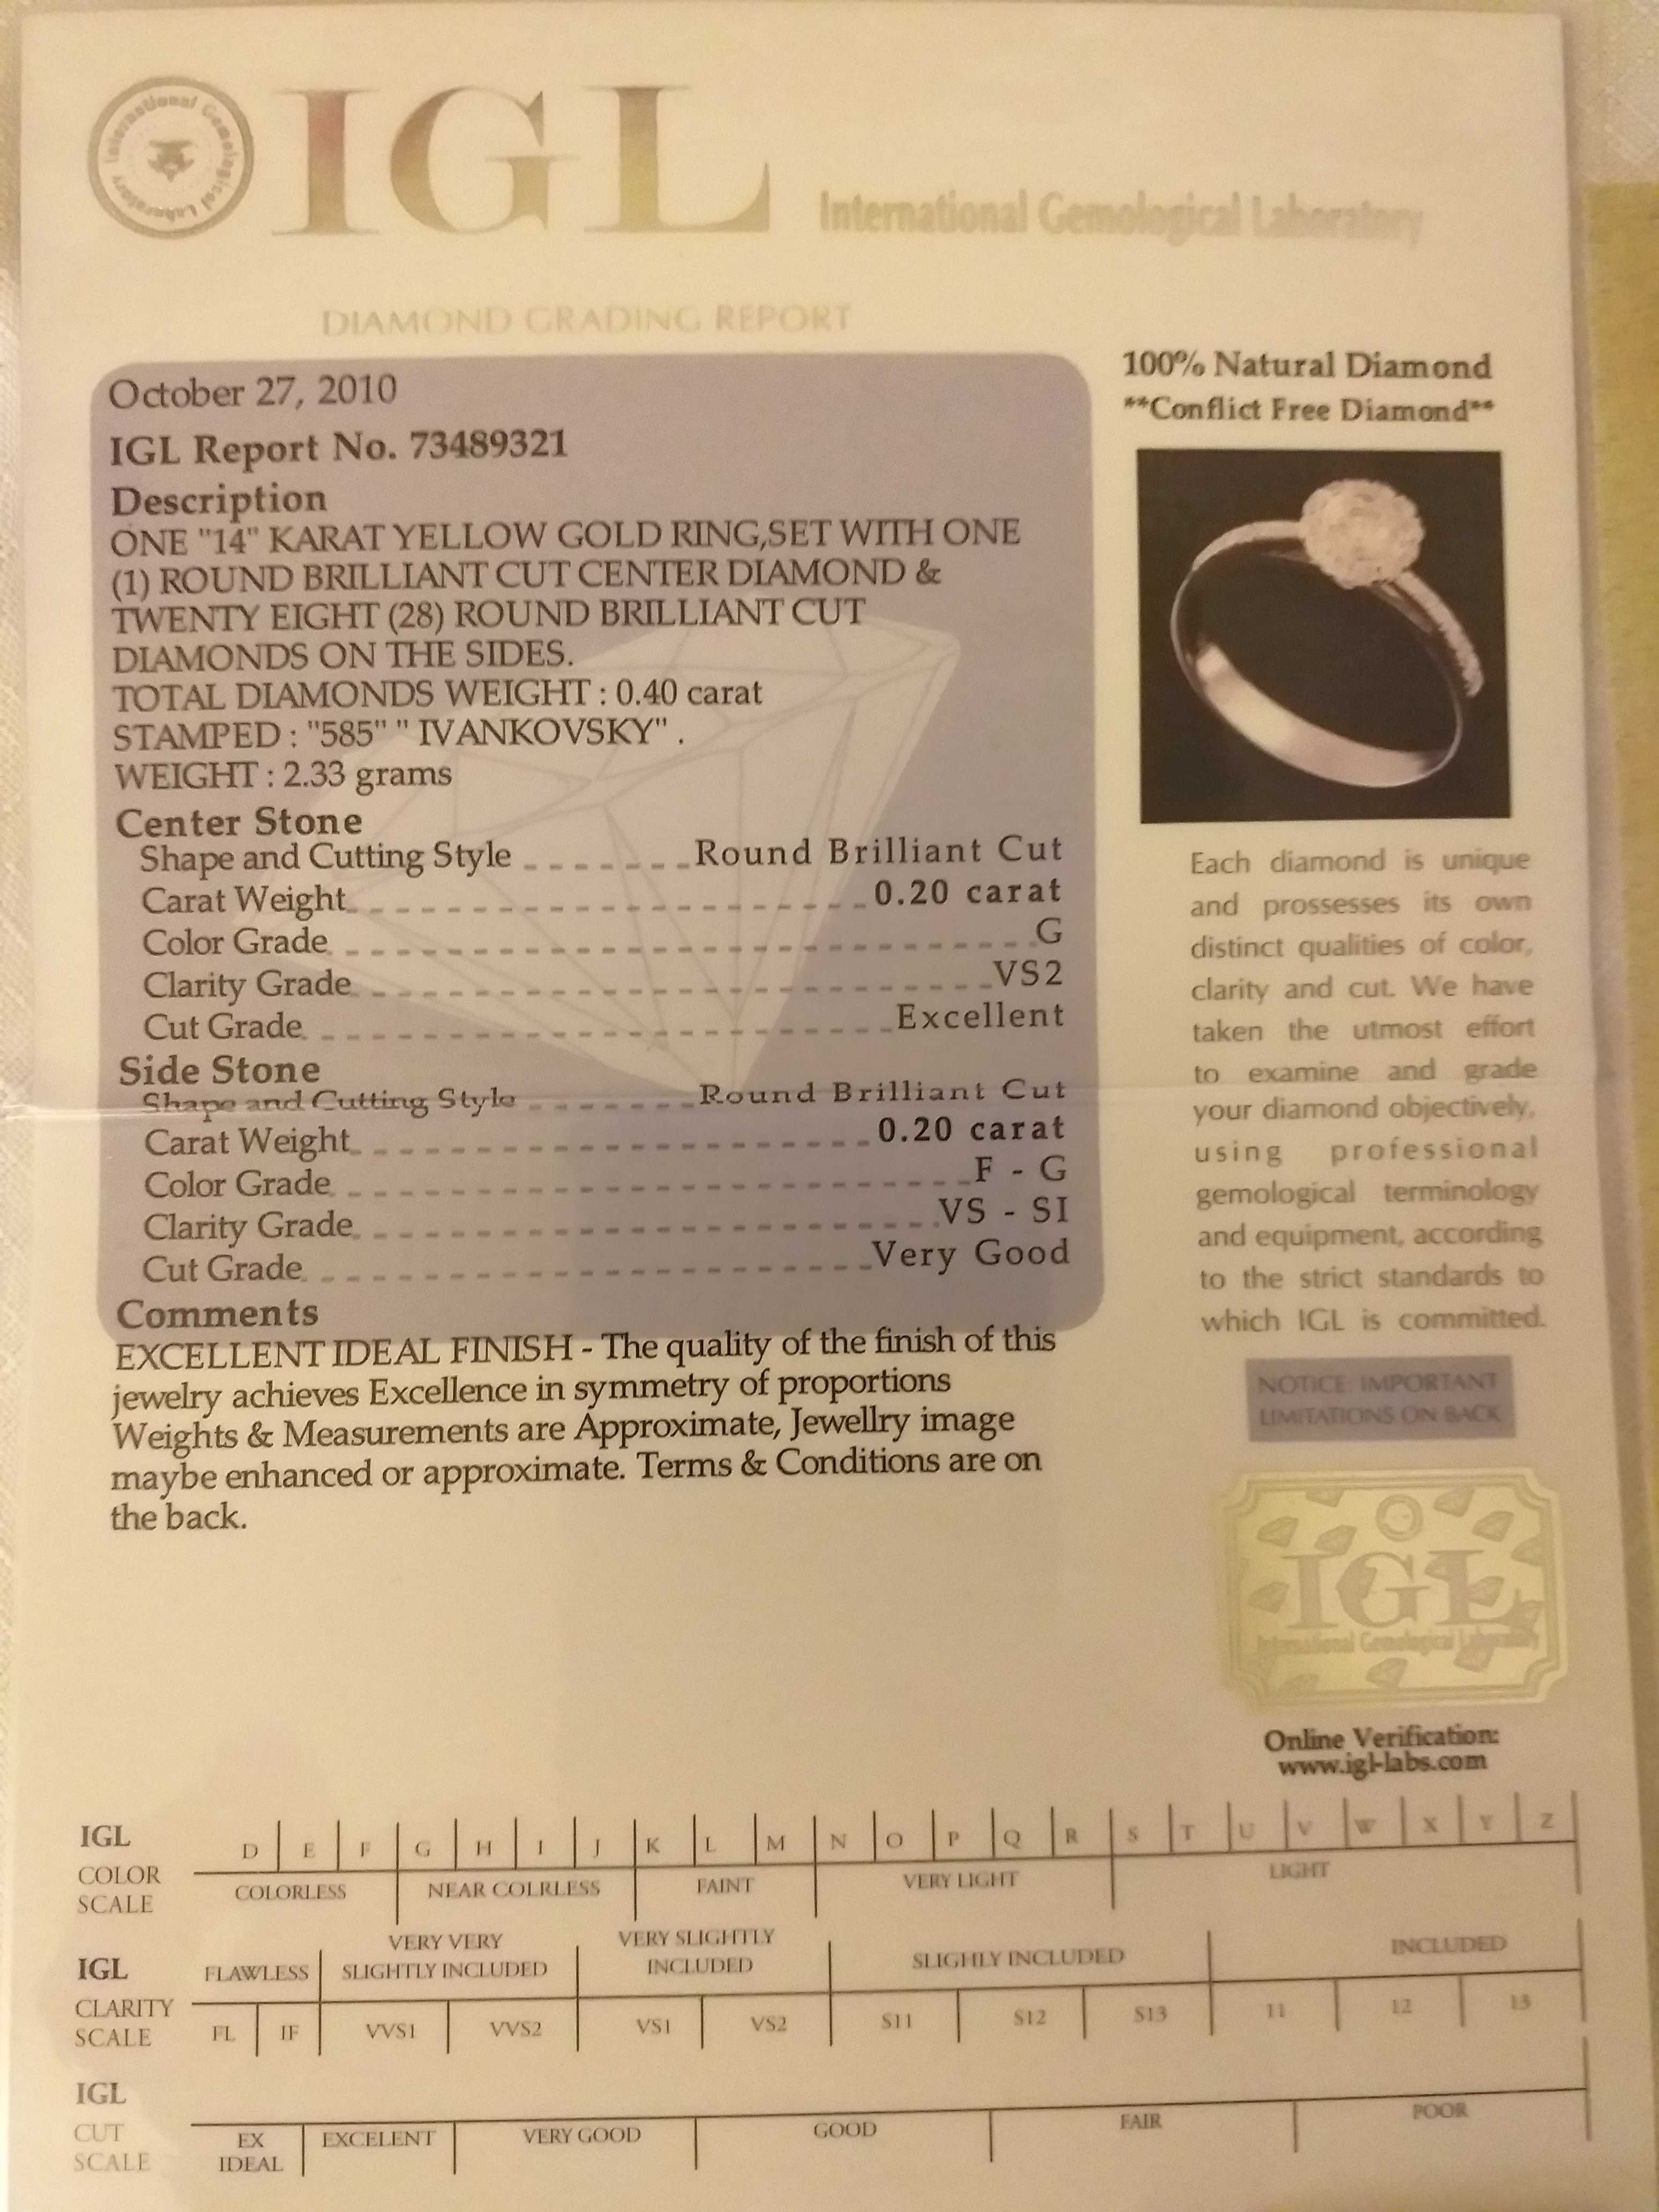 International Gemological Laboratory
IGL
International Gemological Laboratory
DIAMOND GRADING REPORT
October 27, 2010
IGL Report No. 73489321
Description
ONE "14" KARAT YELLOW GOLD RING,SET WITH ONE
(1) ROUND BRILLIANT CUT CENTER DIAMOND &
TWENTY EIGHT (28) ROUND BRILLIANT CUT
DIAMONDS ON THE SIDES.
TOTAL DIAMONDS WEIGHT : 0.40 carat
STAMPED : "585" " IVANKOVSKY" .
WEIGHT : 2.33 grams
Center Stone
Shape and Cutting Style Round Brilliant Cut
Carat Weight 0.20 carat
Color Grade G
Clarity Grade VS2
Cut Grade Excellent
Side Stone
Shape and Cutting Style Round Brilliant Cut
Carat Weight 0.20 carat
Color Grade F - G
Clarity Grade VS - SI
Cut Grade Very Good
Comments
EXCELLENT IDEAL FINISH - The quality of the finish of this
jewelry achieves Excellence in symmetry of proportions
Weights & Measurements are Approximate, Jewellry image
maybe enhanced or approximate. Terms & Conditions are on
the back.
100% Natural Diamond
**Conflict Free Diamond**
Each diamond is unique
and prossesses its own
distinct qualities of color,
clarity and cut. We have
taken the utmost effort
to examine and grade
your diamond objectively,
using professional
gemological terminology
and equipment, according
to the strict standards to
which IGL is committed.
NOTICE: IMPORTANT
LIMITATIONS ON BACK
IGL
International Gemological Laboratory
Online Verification:
www.igl-labs.com
IGL
COLOR
SCALE
D E F G H I J K L M N O P Q R S T U V W X Y Z
COLORLESS NEAR COLRLESS FAINT VERY LIGHT LIGHT
IGL
CLARITY
SCALE
FLAWLESS
VERY VERY
SLIGHTLY INCLUDED
VERY SLIGHTLY
INCLUDED
SLIGHLY INCLUDED
INCLUDED
FL IF VVS1 VVS2 VS1 VS2 S11 S12 S13 11 12 13
IGL
CUT
SCALE
EX
IDEAL
EXCELENT VERY GOOD GOOD FAIR POOR